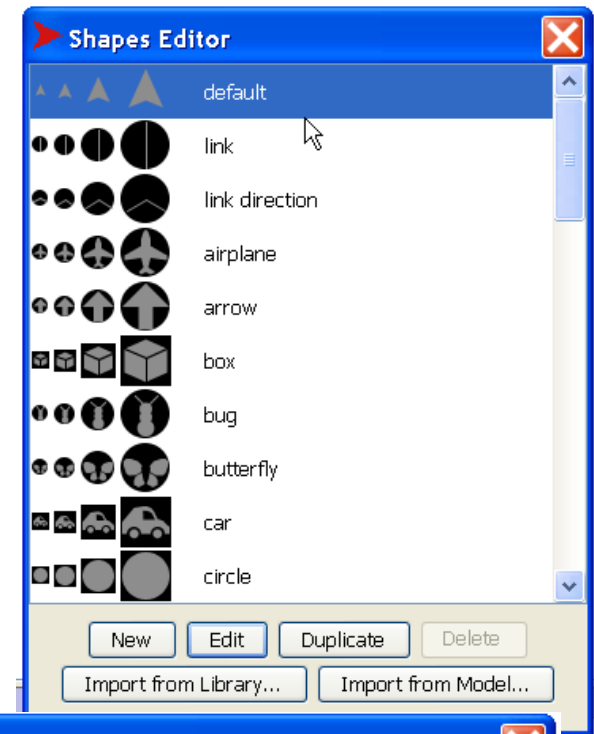 Shapes Editor
default
link
link direction
airplane
arrow
box
bug
butterfly
car
circle
New Edit Duplicate Delete
Import from Library... Import from Model...